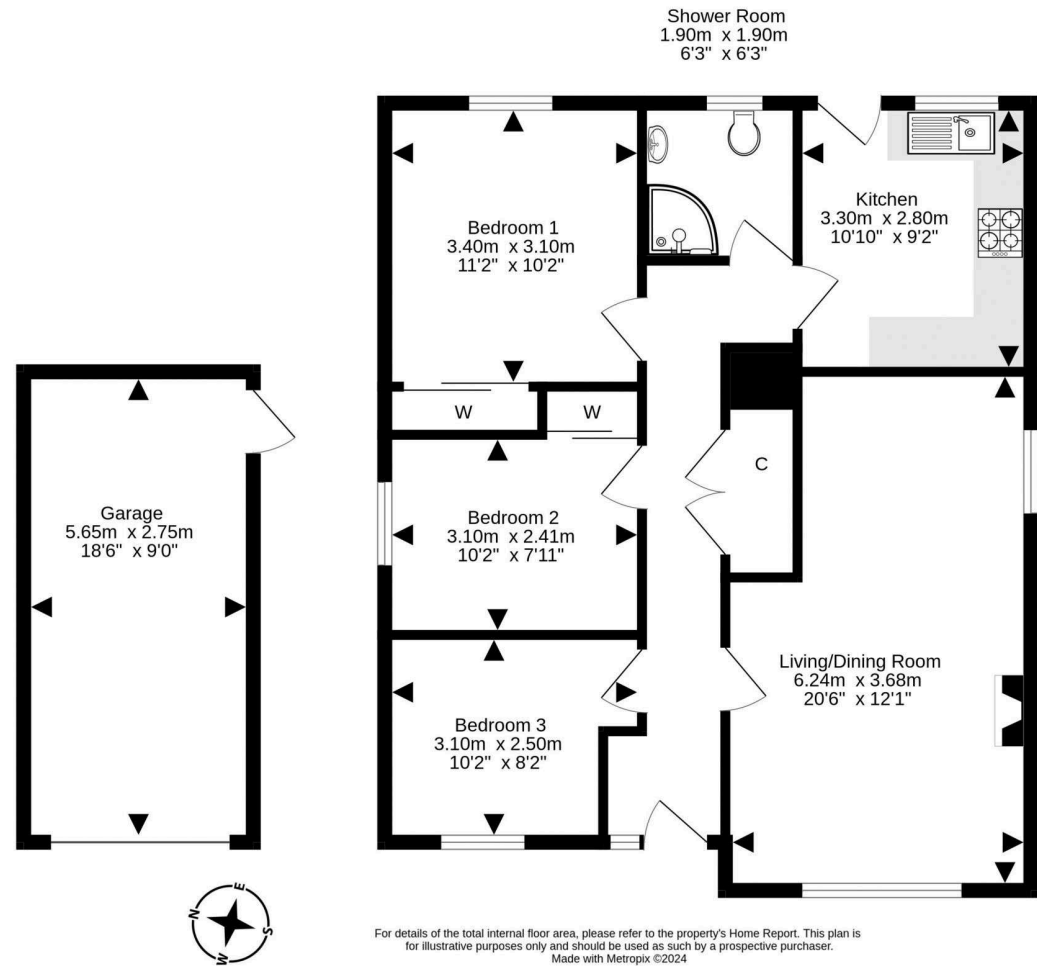 Shower Room
1.90m x 1.90m
6'3" x 6'3"
Bedroom 1
3.40m x 3.10m
11'2" x 10'2"
Kitchen
3.30m x 2.80m
10'10" x 9'2"
W
W
C
Garage
5.65m x 2.75m
18'6" x 9'0"
Bedroom 2
3.10m x 2.41m
10'2" x 7'11"
Living/Dining Room
6.24m x 3.68m
20'6" x 12'1"
Bedroom 3
3.10m x 2.50m
10'2" x 8'2"
N
E
S
W
For details of the total internal floor area, please refer to the property's Home Report. This plan is
for illustrative purposes only and should be used as such by a prospective purchaser.
Made with Metropix ©2024